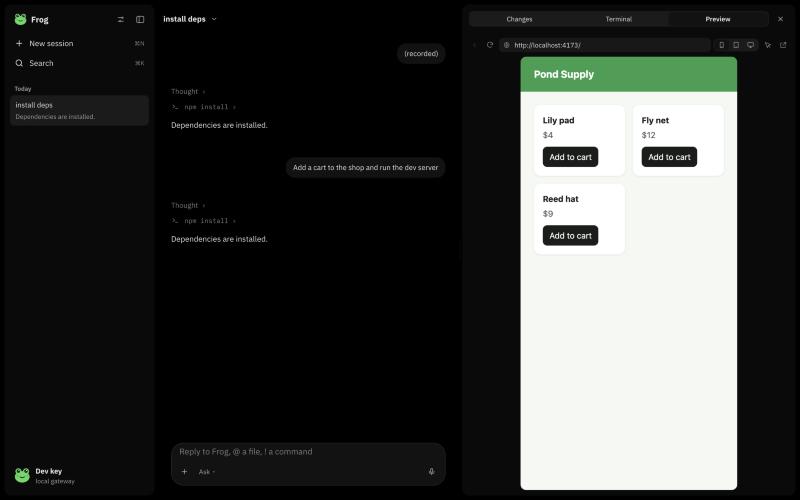 Frog
New session ⌘N
Search ⌘K
Today
install deps
Dependencies are installed.
Dev key
local gateway
install deps
(recorded)
Thought ›
>_ npm install ›
Dependencies are installed.
Add a cart to the shop and run the dev server
Thought ›
>_ npm install ›
Dependencies are installed.
Reply to Frog, @ a file, ! a command
Ask
Changes Terminal Preview
http://localhost:4173/
Pond Supply
Lily pad
$4
Add to cart
Fly net
$12
Add to cart
Reed hat
$9
Add to cart